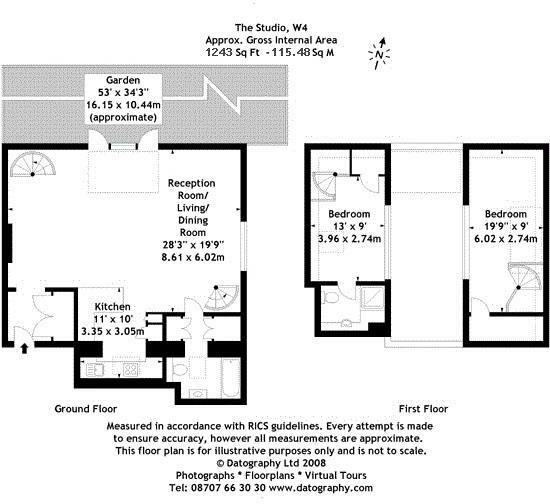 The Studio, W4
Approx. Gross Internal Area
1243 Sq Ft - 115.48 Sq M
N
Garden
53' x 34'3"
16.15 x 10.44m
(approximate)
Reception
Room/
Living/
Dining
Room
28'3" x 19'9"
8.61 x 6.02m
Kitchen
11' x 10'
3.35 x 3.05m
Bedroom
13' x 9'
3.96 x 2.74m
Bedroom
19'9" x 9'
6.02 x 2.74m
Ground Floor
First Floor
Measured in accordance with RICS guidelines. Every attempt is made
to ensure accuracy, however all measurements are approximate.
This floor plan is for illustrative purposes only and is not to scale.
© Datography Ltd 2008
Photographs * Floorplans * Virtual Tours
Tel: 08707 66 30 30 www.datography.com